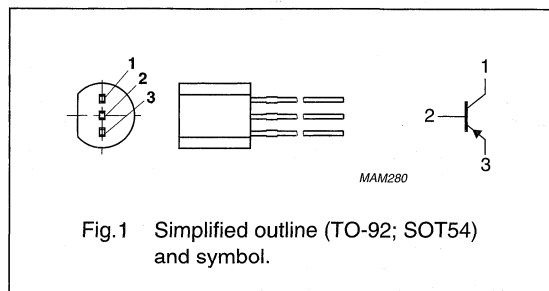 1
2
3
1
2
3
MAM280
Fig.1 Simplified outline (TO-92; SOT54)
and symbol.